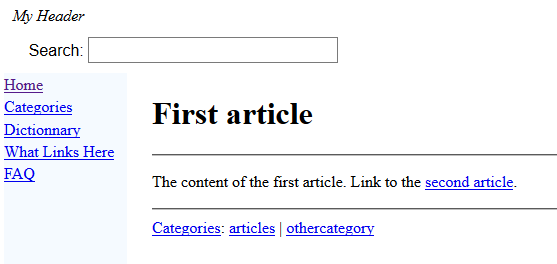 My Header
Search:
Home
Categories
Dictionnary
What Links Here
FAQ
First article
The content of the first article. Link to the second article.
Categories: articles | othercategory